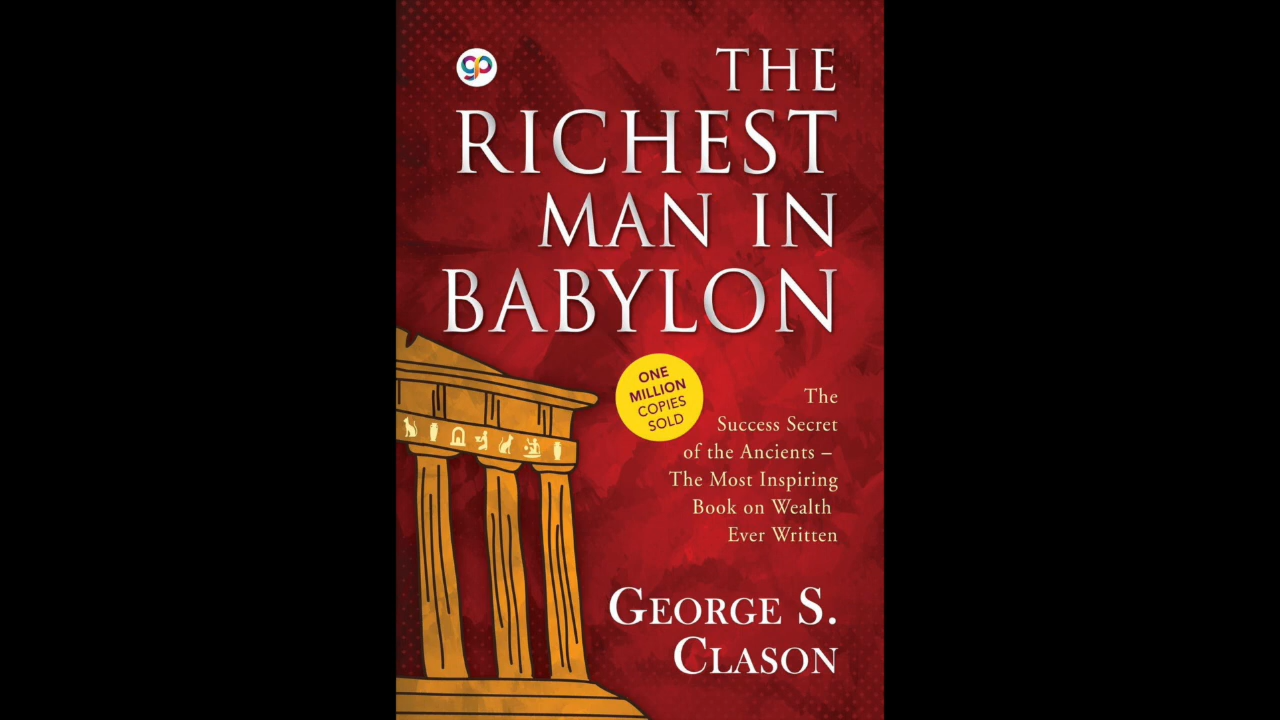 gp
THE
RICHEST
MAN IN
BABYLON
ONE
MILLION
COPIES
SOLD
The
Success Secret
of the Ancients –
The Most Inspiring
Book on Wealth
Ever Written
GEORGE S.
CLASON